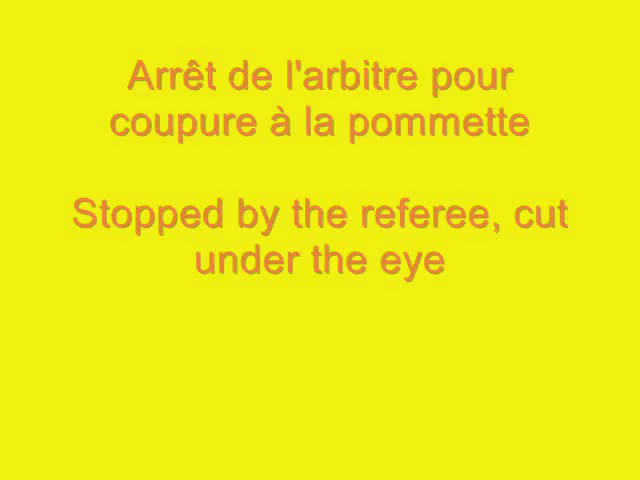 Arrêt de l'arbitre pour
coupure à la pommette
Stopped by the referee, cut
under the eye